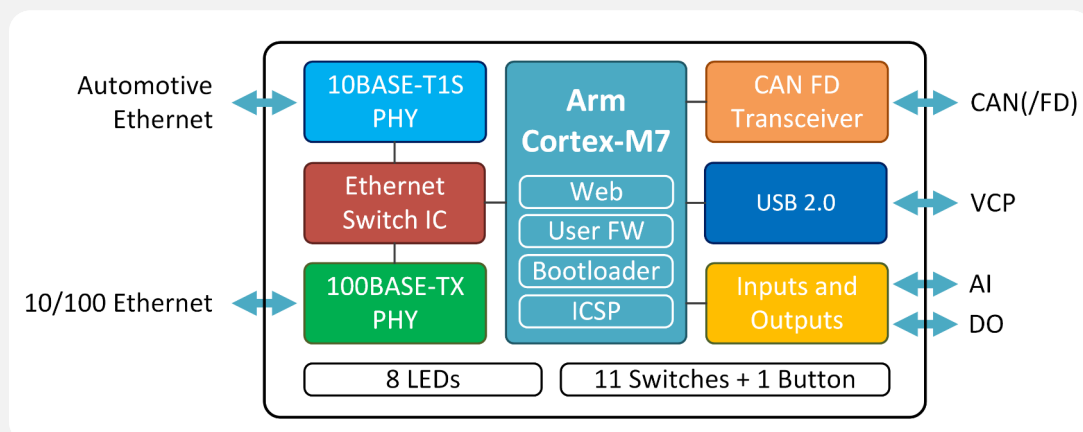 Automotive
Ethernet
10BASE-T1S
PHY
Arm
Cortex-M7
CAN FD
Transceiver
CAN(/FD)
Ethernet
Switch IC
Web
User FW
Bootloader
ICSP
USB 2.0
VCP
10/100 Ethernet
100BASE-TX
PHY
Inputs and
Outputs
AI
DO
8 LEDs
11 Switches + 1 Button